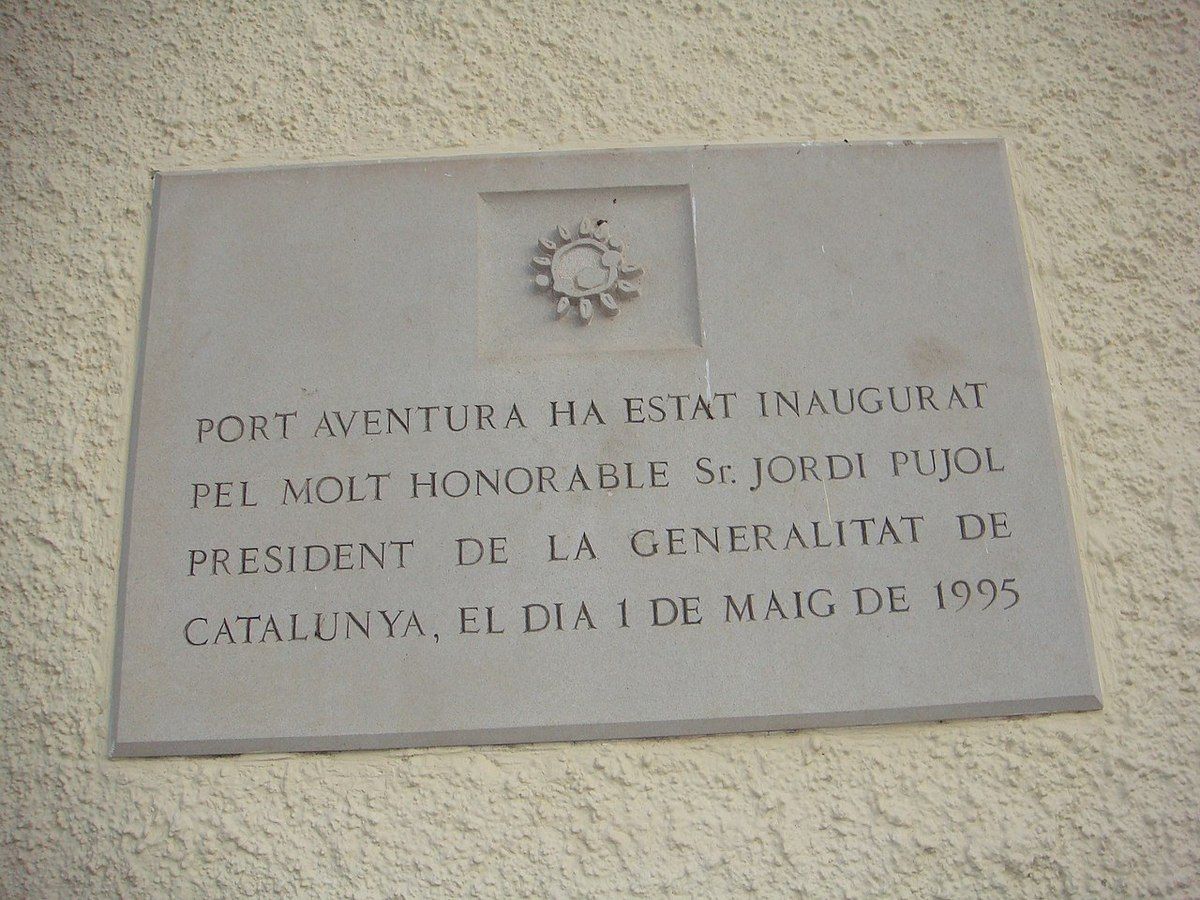 PORT AVENTURA HA ESTAT INAUGURAT
PEL MOLT HONORABLE Sr. JORDI PUJOL
PRESIDENT DE LA GENERALITAT DE
CATALUNYA, EL DIA 1 DE MAIG DE 1995